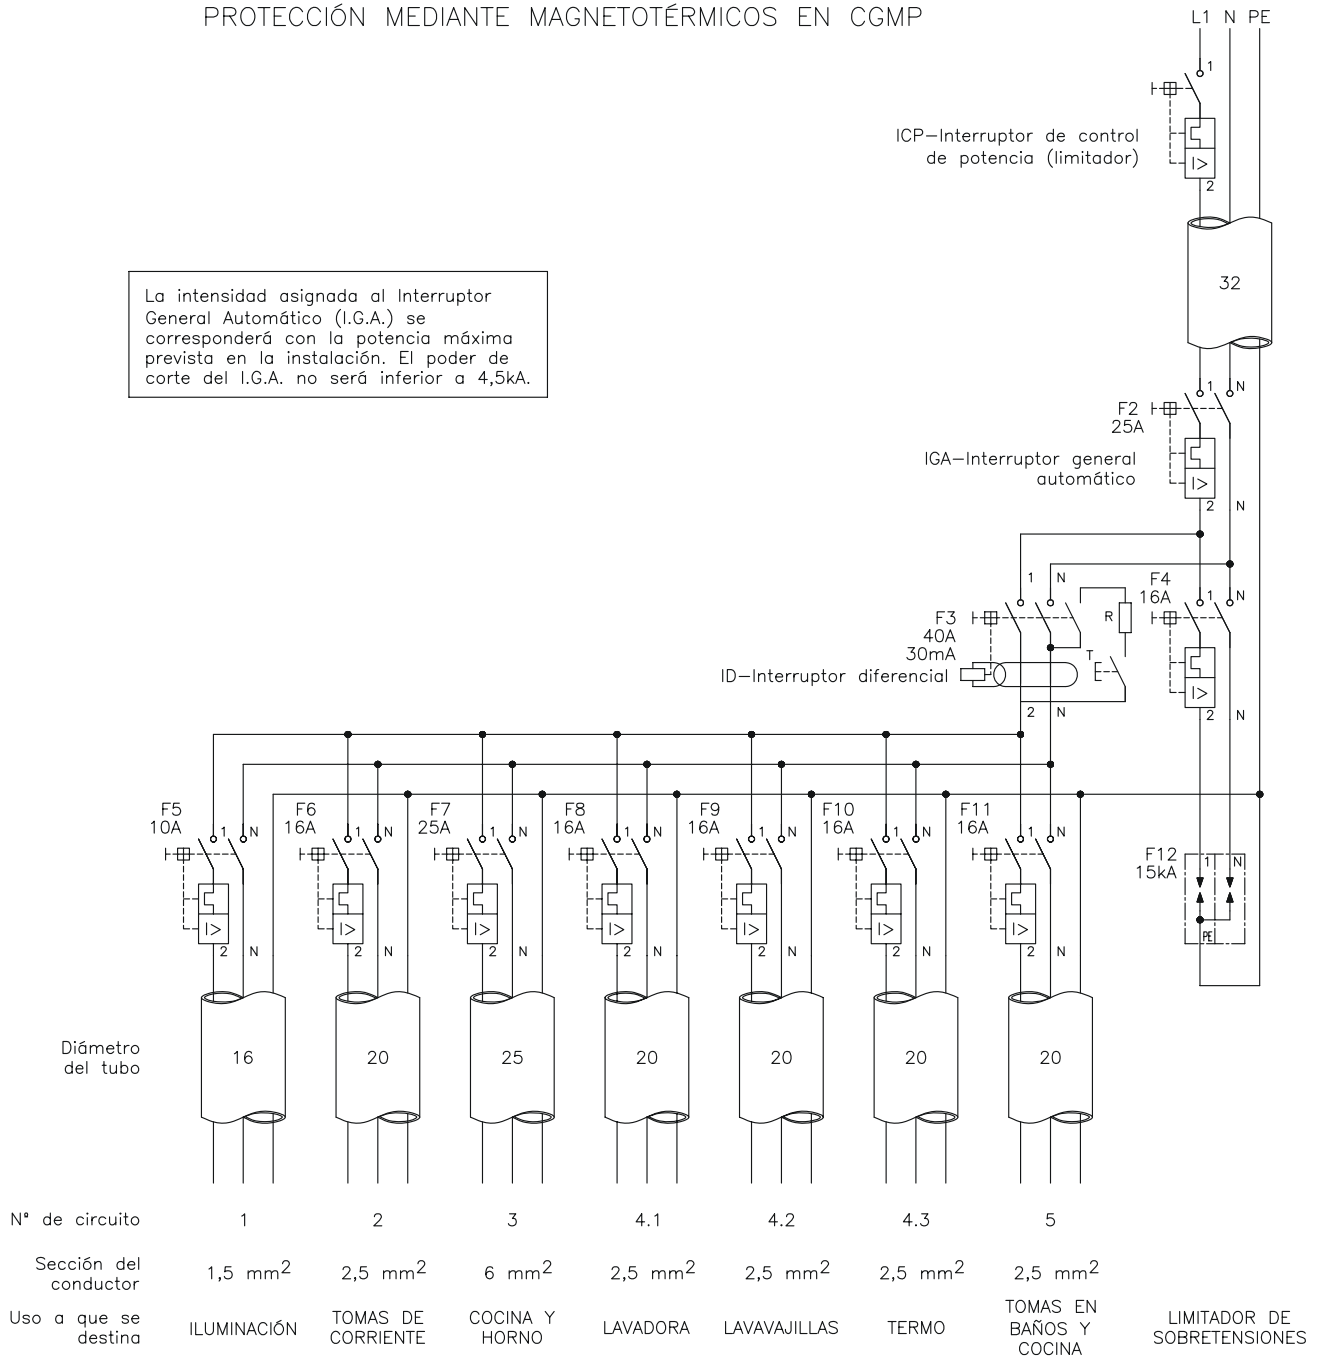 PROTECCIÓN MEDIANTE MAGNETOTÉRMICOS EN CGMP
L1 N PE
1
ICP-Interruptor de control
de potencia (limitador)
I>
2
32
La intensidad asignada al Interruptor
General Automático (I.G.A.) se
corresponderá con la potencia máxima
prevista en la instalación. El poder de
corte del I.G.A. no será inferior a 4,5kA.
1 N
F2
25A
IGA-Interruptor general
automático
I>
2 N
1 N
F3
40A
30mA
ID-Interruptor diferencial
R
T
2 N
F4
16A
1 N
I>
2 N
F5
10A
1 N
I>
2 N
F6
16A
1 N
I>
2 N
F7
25A
1 N
I>
2 N
F8
16A
1 N
I>
2 N
F9
16A
1 N
I>
2 N
F10
16A
1 N
I>
2 N
F11
16A
1 N
I>
2 N
F12
15kA
1 N
PE
Diámetro
del tubo
16 20 25 20 20 20 20
Nº de circuito
1 2 3 4.1 4.2 4.3 5
Sección del
conductor
1,5 mm² 2,5 mm² 6 mm² 2,5 mm² 2,5 mm² 2,5 mm² 2,5 mm²
Uso a que se
destina
ILUMINACIÓN
TOMAS DE
CORRIENTE
COCINA Y
HORNO
LAVADORA
LAVAVAJILLAS
TERMO
TOMAS EN
BAÑOS Y
COCINA
LIMITADOR DE
SOBRETENSIONES